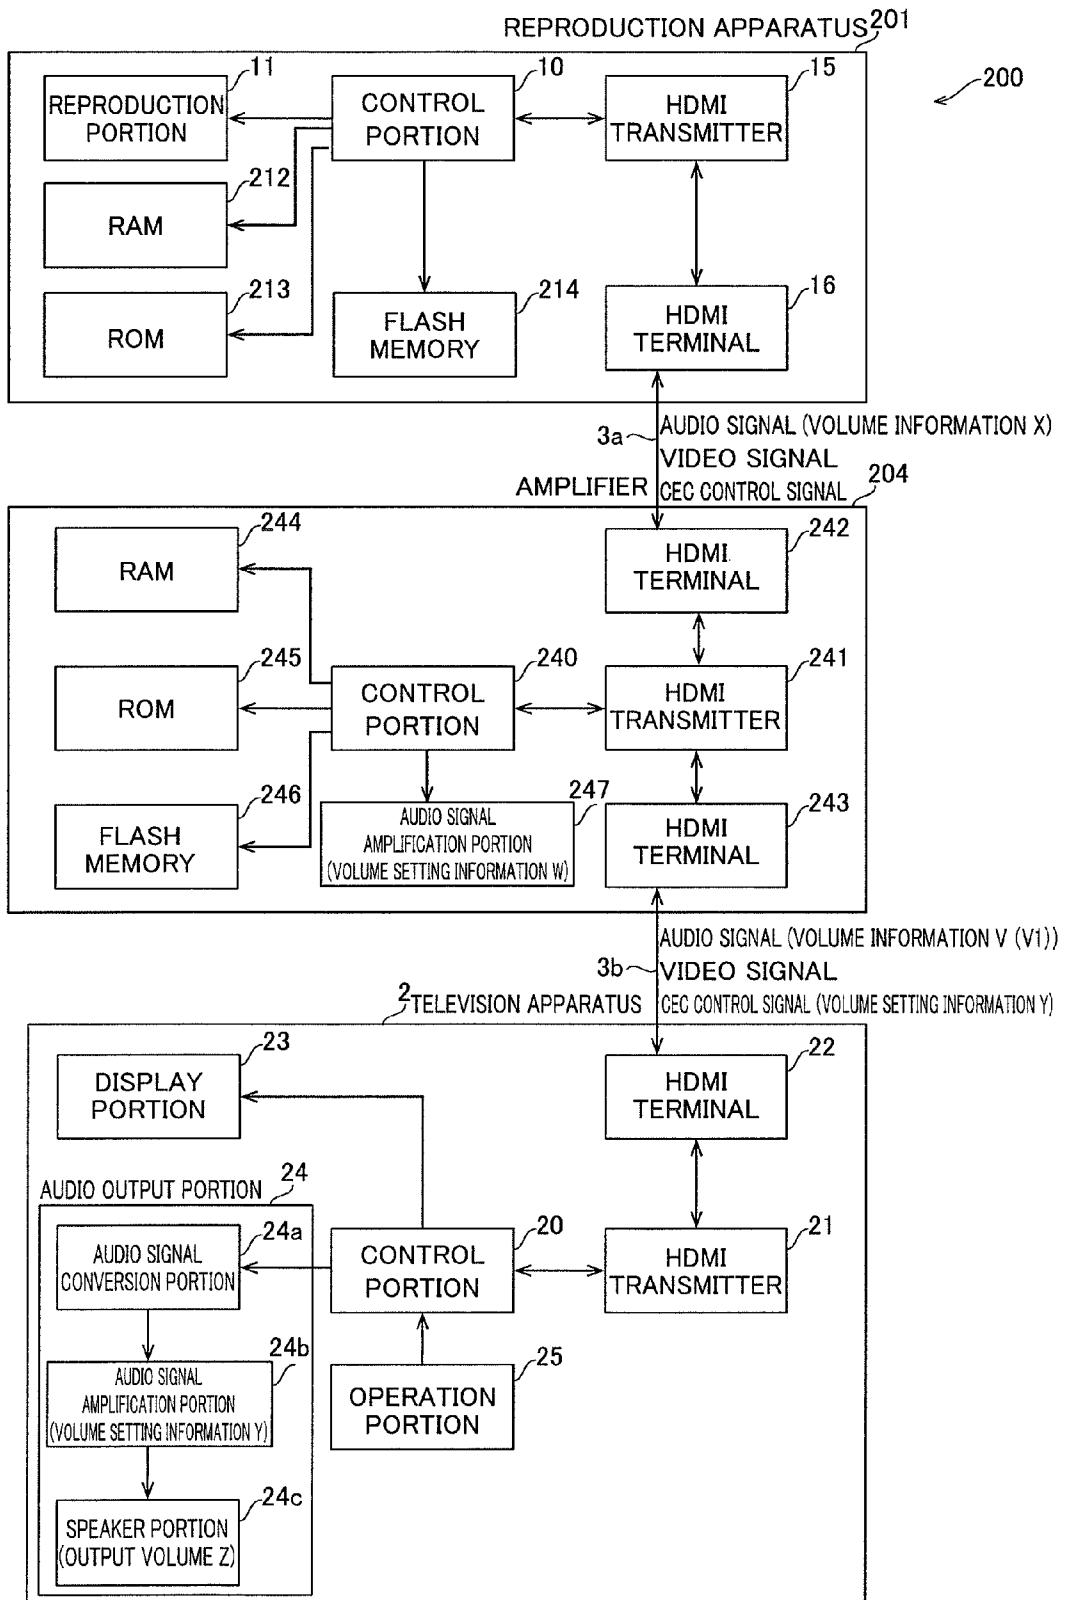 REPRODUCTION APPARATUS
201
200
11
REPRODUCTION
PORTION
10
CONTROL
PORTION
15
HDMI
TRANSMITTER
212
RAM
213
ROM
214
FLASH
MEMORY
16
HDMI
TERMINAL
3a
AUDIO SIGNAL (VOLUME INFORMATION X)
VIDEO SIGNAL
CEC CONTROL SIGNAL
AMPLIFIER
204
244
RAM
242
HDMI
TERMINAL
245
ROM
240
CONTROL
PORTION
241
HDMI
TRANSMITTER
246
FLASH
MEMORY
247
AUDIO SIGNAL
AMPLIFICATION PORTION
(VOLUME SETTING INFORMATION W)
243
HDMI
TERMINAL
3b
AUDIO SIGNAL (VOLUME INFORMATION V (V1))
VIDEO SIGNAL
CEC CONTROL SIGNAL (VOLUME SETTING INFORMATION Y)
2
TELEVISION APPARATUS
23
DISPLAY
PORTION
22
HDMI
TERMINAL
AUDIO OUTPUT PORTION
24
24a
AUDIO SIGNAL
CONVERSION PORTION
20
CONTROL
PORTION
21
HDMI
TRANSMITTER
24b
AUDIO SIGNAL
AMPLIFICATION PORTION
(VOLUME SETTING INFORMATION Y)
25
OPERATION
PORTION
24c
SPEAKER PORTION
(OUTPUT VOLUME Z)